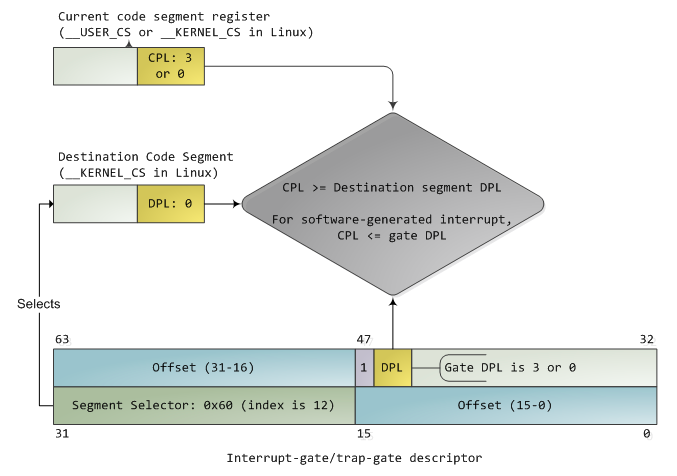 Current code segment register
(__USER_CS or __KERNEL_CS in Linux)
CPL: 3
or 0
Destination Code Segment
(__KERNEL_CS in Linux)
DPL: 0
CPL >= Destination segment DPL
For software-generated interrupt,
CPL <= gate DPL
Selects
63 47 32
Offset (31-16) 1 DPL Gate DPL is 3 or 0
Segment Selector: 0x60 (index is 12) Offset (15-0)
31 15 0
Interrupt-gate/trap-gate descriptor